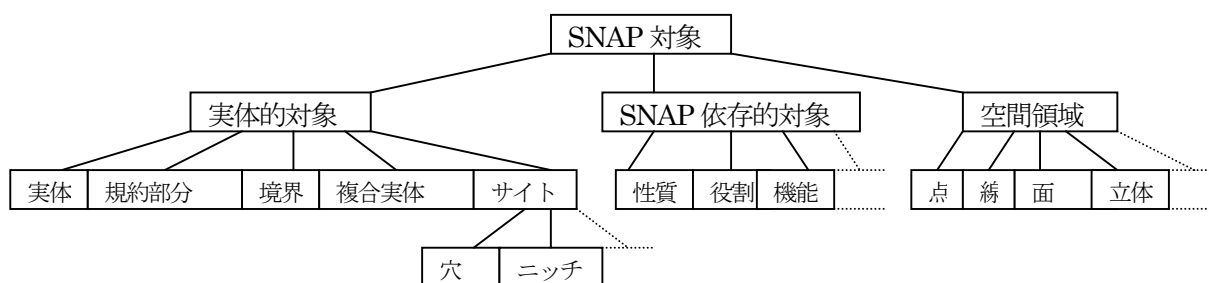 SNAP 対象
実体的対象
SNAP 依存的対象
空間領域
実体
規約部分
境界
複合実体
サイト
性質
役割
機能
点
面
立体
穴
ニッチ